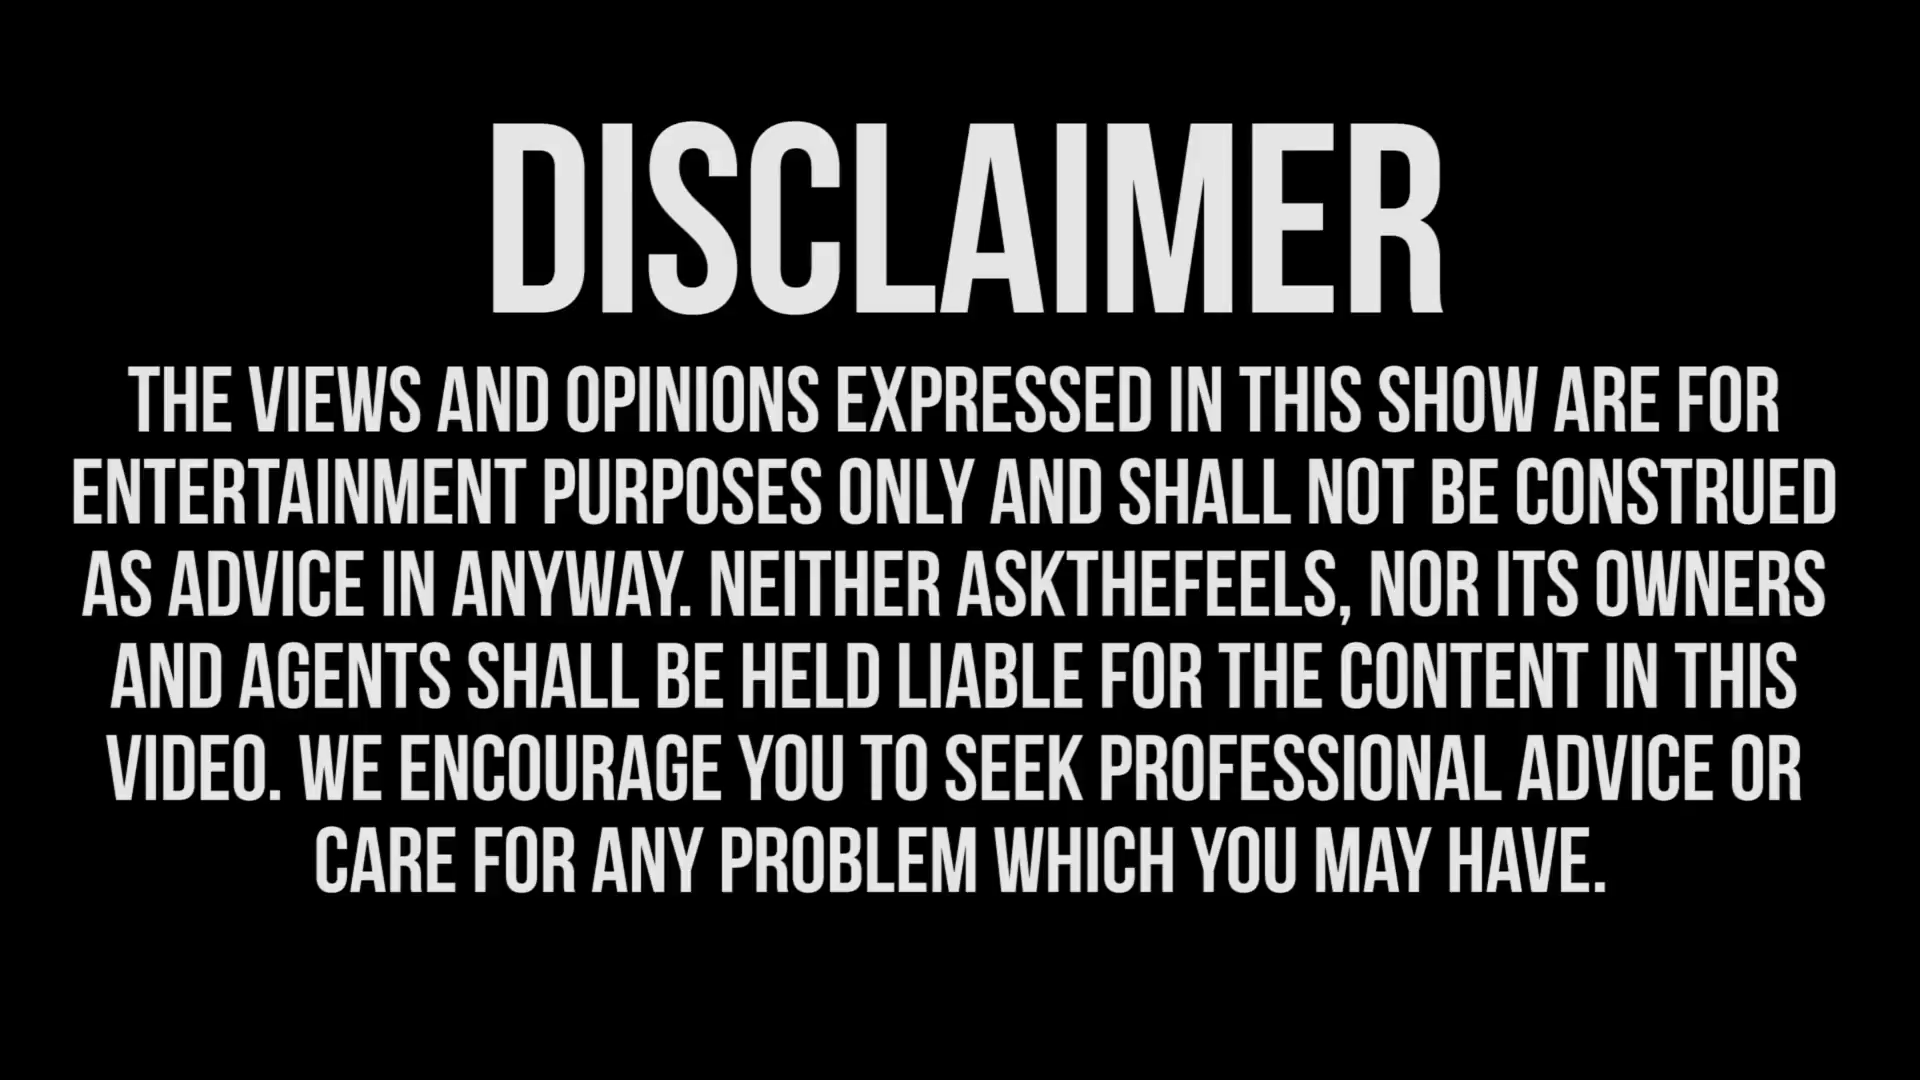 DISCLAIMER
THE VIEWS AND OPINIONS EXPRESSED IN THIS SHOW ARE FOR
ENTERTAINMENT PURPOSES ONLY AND SHALL NOT BE CONSTRUED
AS ADVICE IN ANYWAY. NEITHER ASKTHEFEELS, NOR ITS OWNERS
AND AGENTS SHALL BE HELD LIABLE FOR THE CONTENT IN THIS
VIDEO. WE ENCOURAGE YOU TO SEEK PROFESSIONAL ADVICE OR
CARE FOR ANY PROBLEM WHICH YOU MAY HAVE.